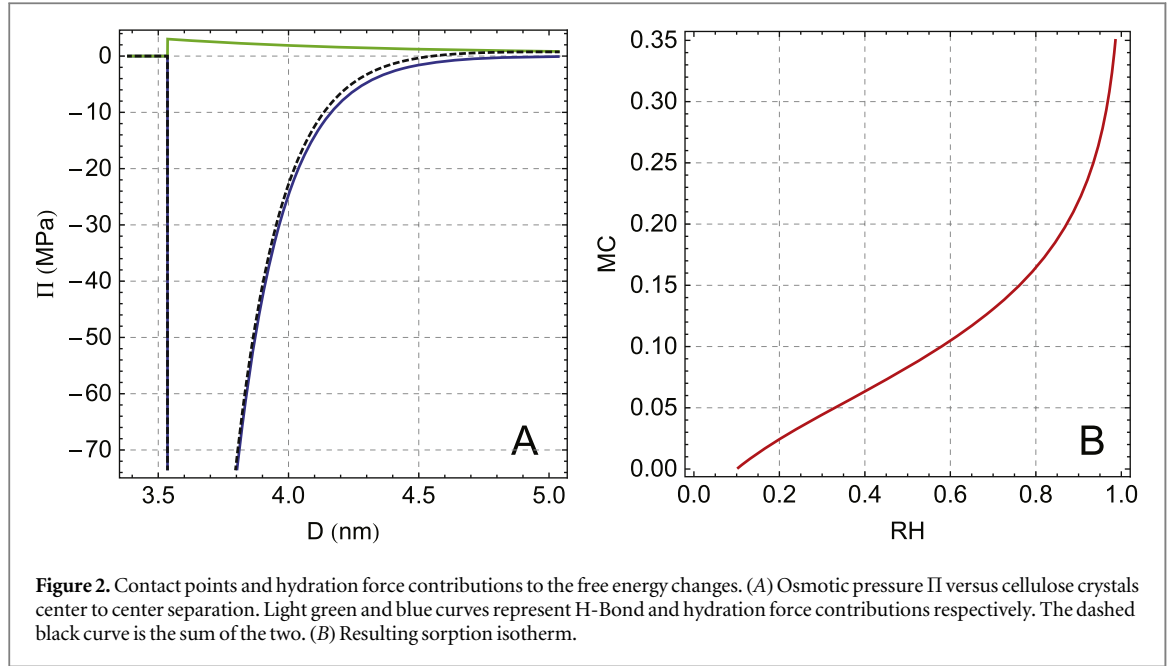 0
−10
−20
−30
−40
−50
−60
−70
Π (MPa)
3.5 4.0 4.5 5.0
D (nm)
A
0.35
0.30
0.25
0.20
0.15
0.10
0.05
0.00
MC
0.0 0.2 0.4 0.6 0.8 1.0
RH
B
Figure 2. Contact points and hydration force contributions to the free energy changes. (A) Osmotic pressure Π versus cellulose crystals
center to center separation. Light green and blue curves represent H-Bond and hydration force contributions respectively. The dashed
black curve is the sum of the two. (B) Resulting sorption isotherm.